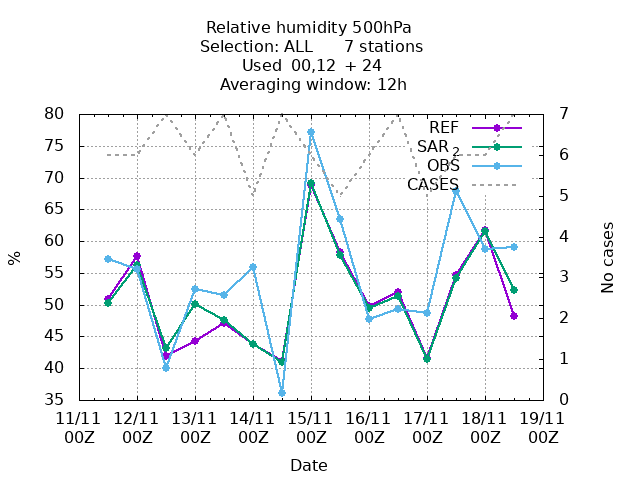 Relative humidity 500hPa
Selection: ALL 7 stations
Used 00,12 + 24
Averaging window: 12h
80
75
70
65
60
55
50
45
40
35
%
7
6
5
4
3
2
1
0
No cases
REF
SAR 2
OBS
CASES
11/11 12/11 13/11 14/11 15/11 16/11 17/11 18/11 19/11
00Z 00Z 00Z 00Z 00Z 00Z 00Z 00Z 00Z
Date